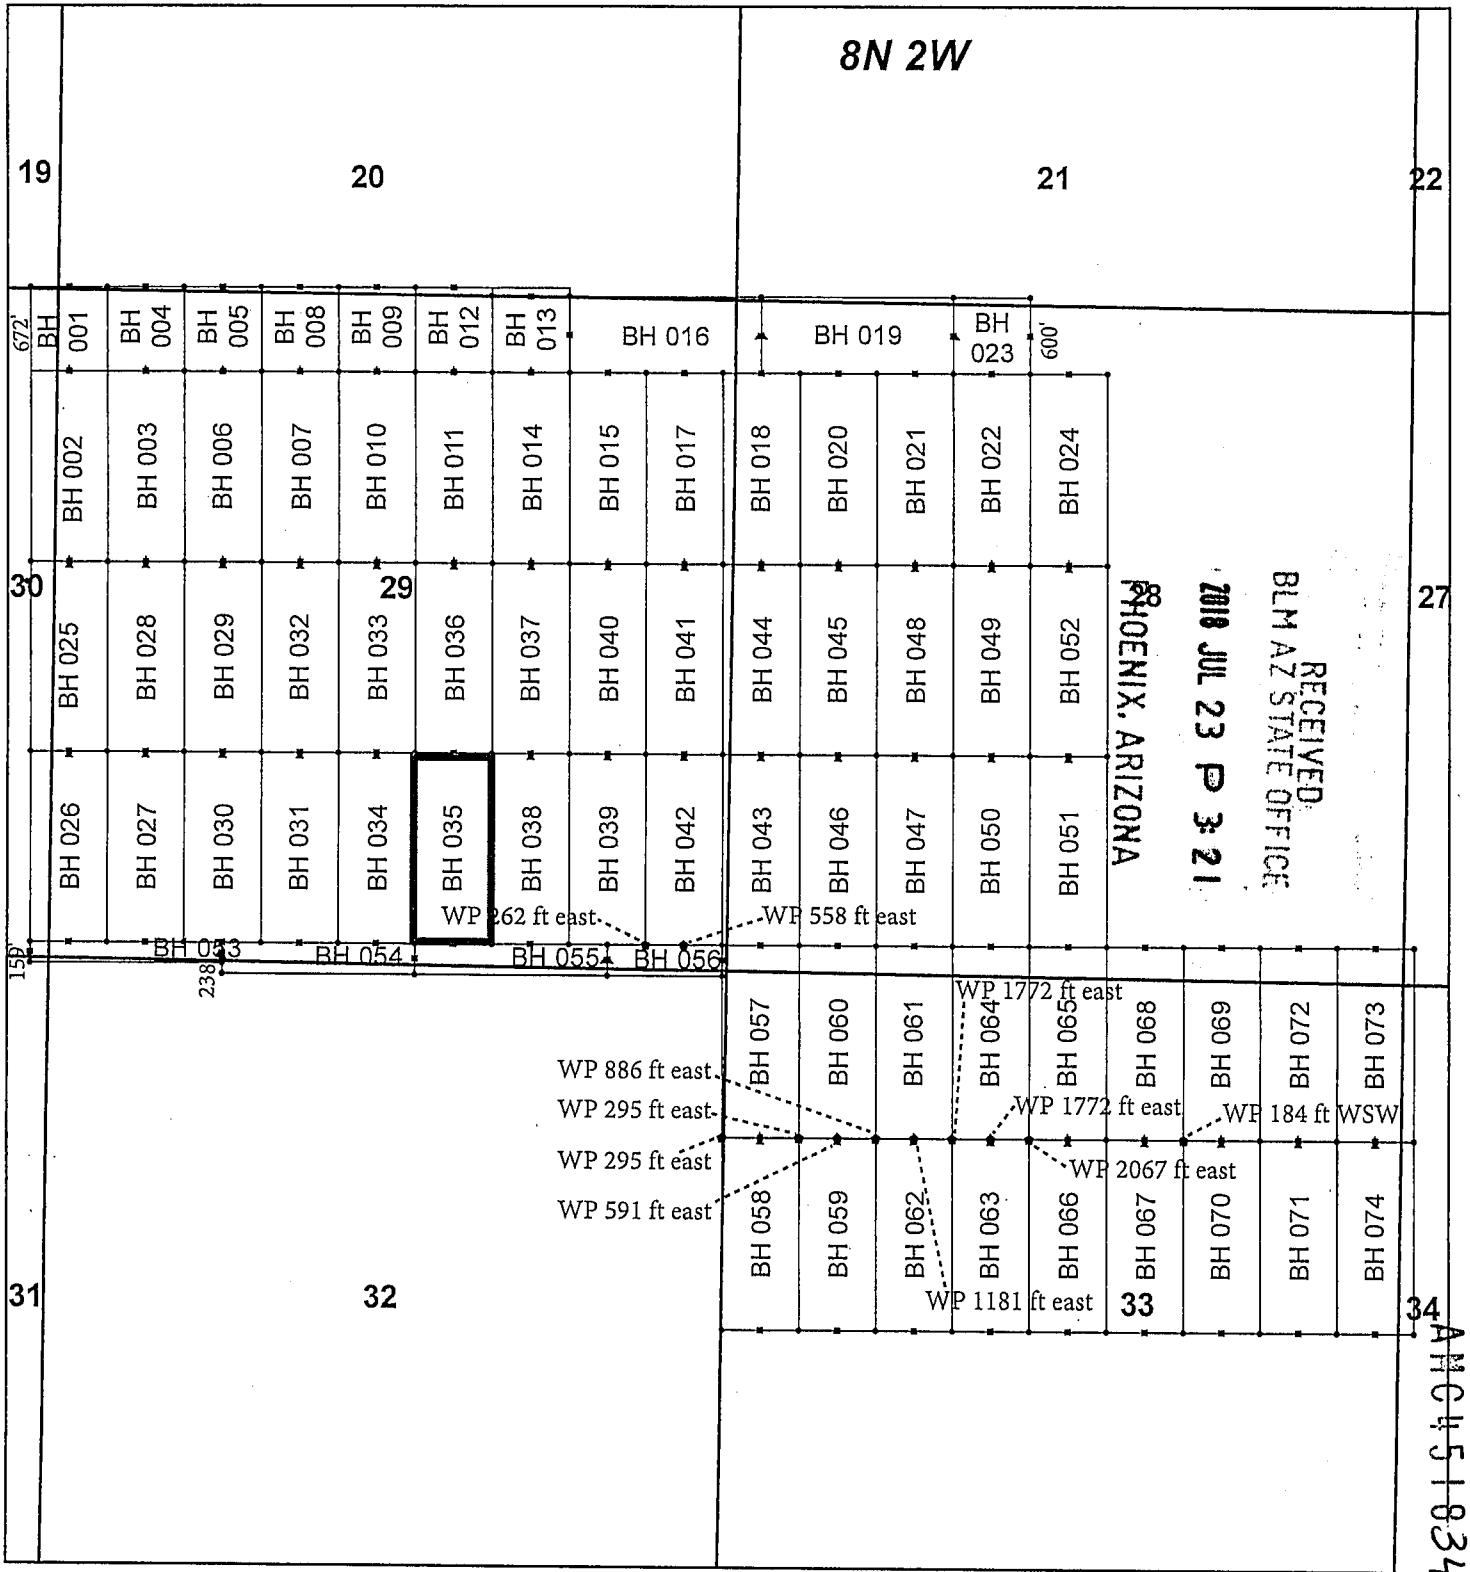 8N 2W
19
20
21
22
672'
BH 001
BH 004
BH 005
BH 008
BH 009
BH 012
BH 013
BH 016
BH 019
BH 023
600'
BH 002
BH 003
BH 006
BH 007
BH 010
BH 011
BH 014
BH 015
BH 017
BH 018
BH 020
BH 021
BH 022
BH 024
30
29
28
27
BH 025
BH 028
BH 029
BH 032
BH 033
BH 036
BH 037
BH 040
BH 041
BH 044
BH 045
BH 048
BH 049
BH 052
RECEIVED
BLM AZ STATE OFFICE
2018 JUL 23 P 3:21
PHOENIX, ARIZONA
BH 026
BH 027
BH 030
BH 031
BH 034
BH 035
BH 038
BH 039
BH 042
BH 043
BH 046
BH 047
BH 050
BH 051
WP 262 ft east
WP 558 ft east
159'
BH 053
238'
BH 054
BH 055
BH 056
BH 057
BH 060
BH 061
BH 064
BH 065
BH 068
BH 069
BH 072
BH 073
WP 1772 ft east
WP 886 ft east
WP 295 ft east
WP 1772 ft east
WP 184 ft WSW
WP 295 ft east
WP 2067 ft east
WP 591 ft east
BH 058
BH 059
BH 062
BH 063
BH 066
BH 067
BH 070
BH 071
BH 074
WP 1181 ft east
31
32
33
34
AMC451834